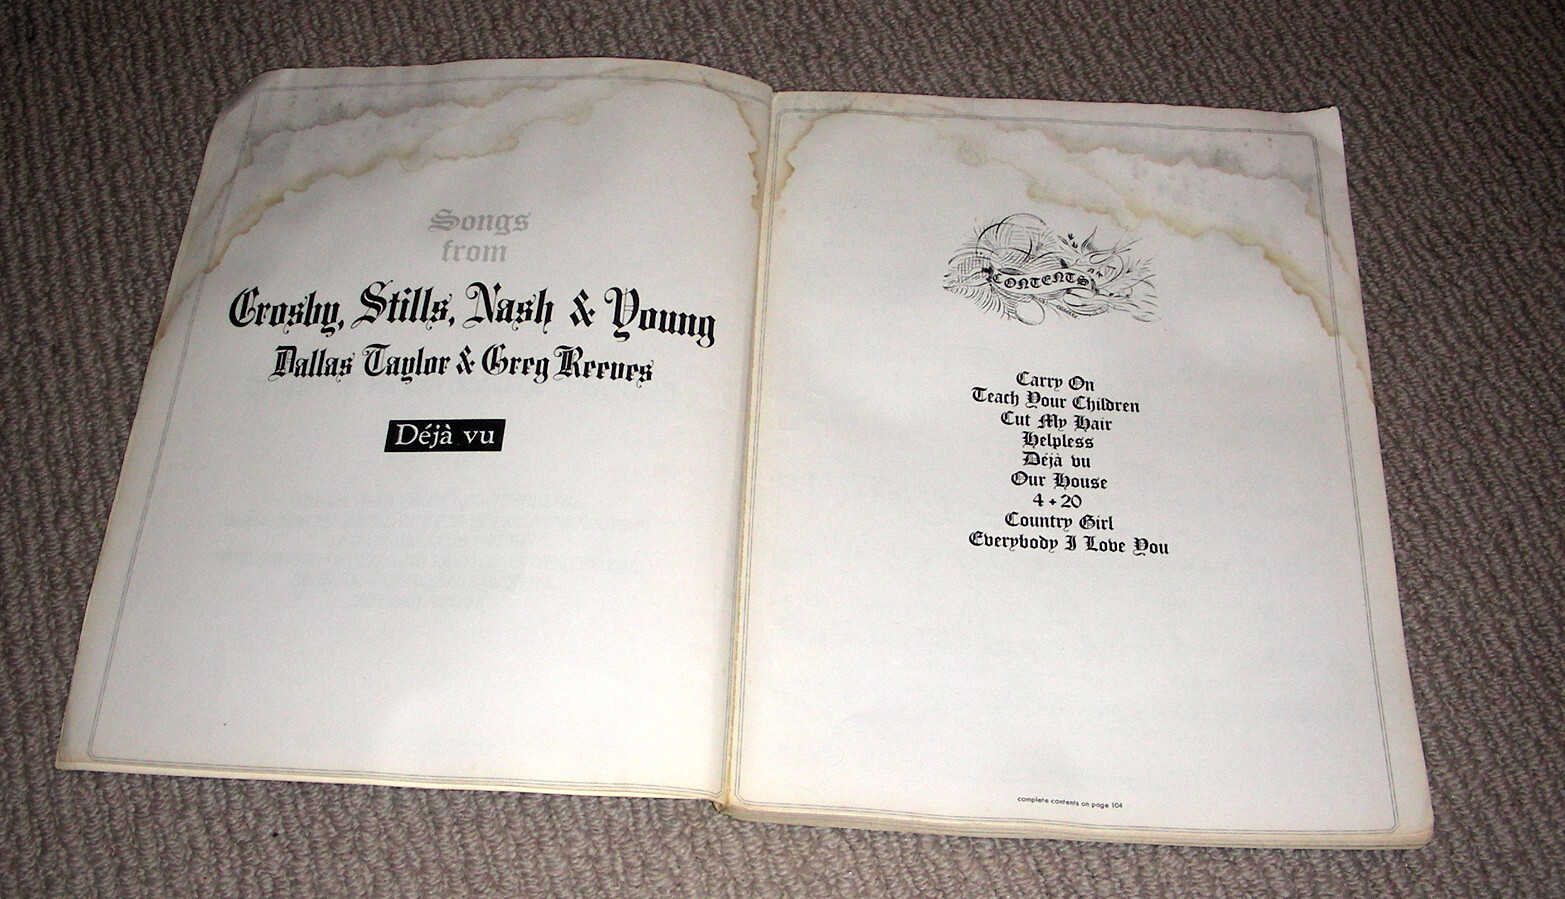 Songs
from
Crosby, Stills, Nash & Young
Dallas Taylor & Greg Reeves
Déjà vu
CONTENTS
Carry On
Teach Your Children
Cut My Hair
Helpless
Déjà vu
Our House
4 + 20
Country Girl
Everybody I Love You
complete contents on page 104